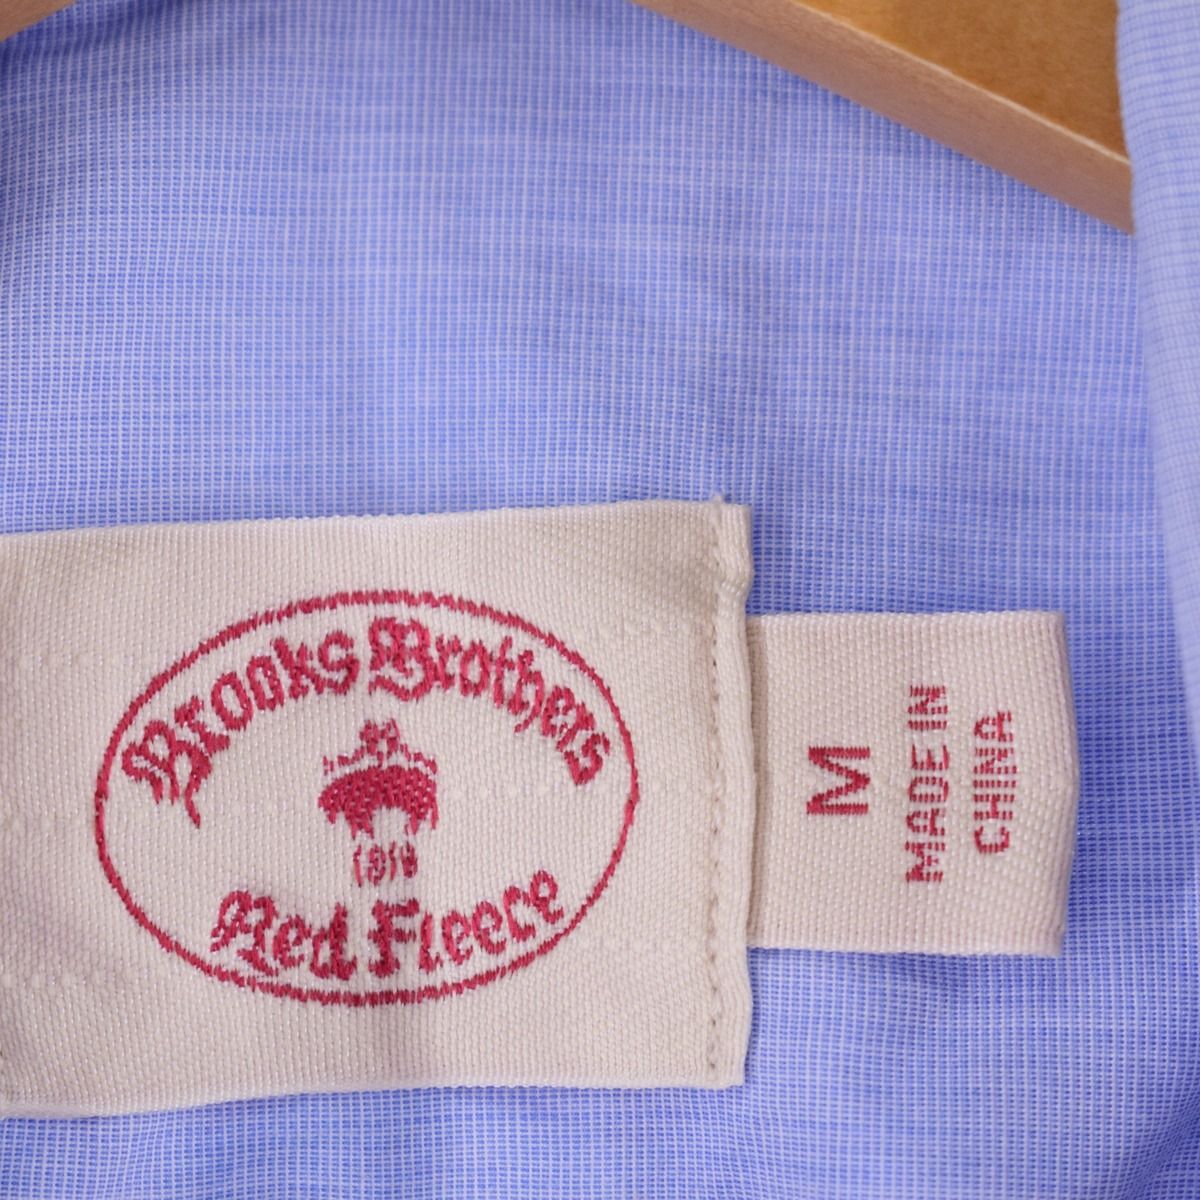 Brooks Brothers
1818
Red Fleece
M
MADE IN
CHINA